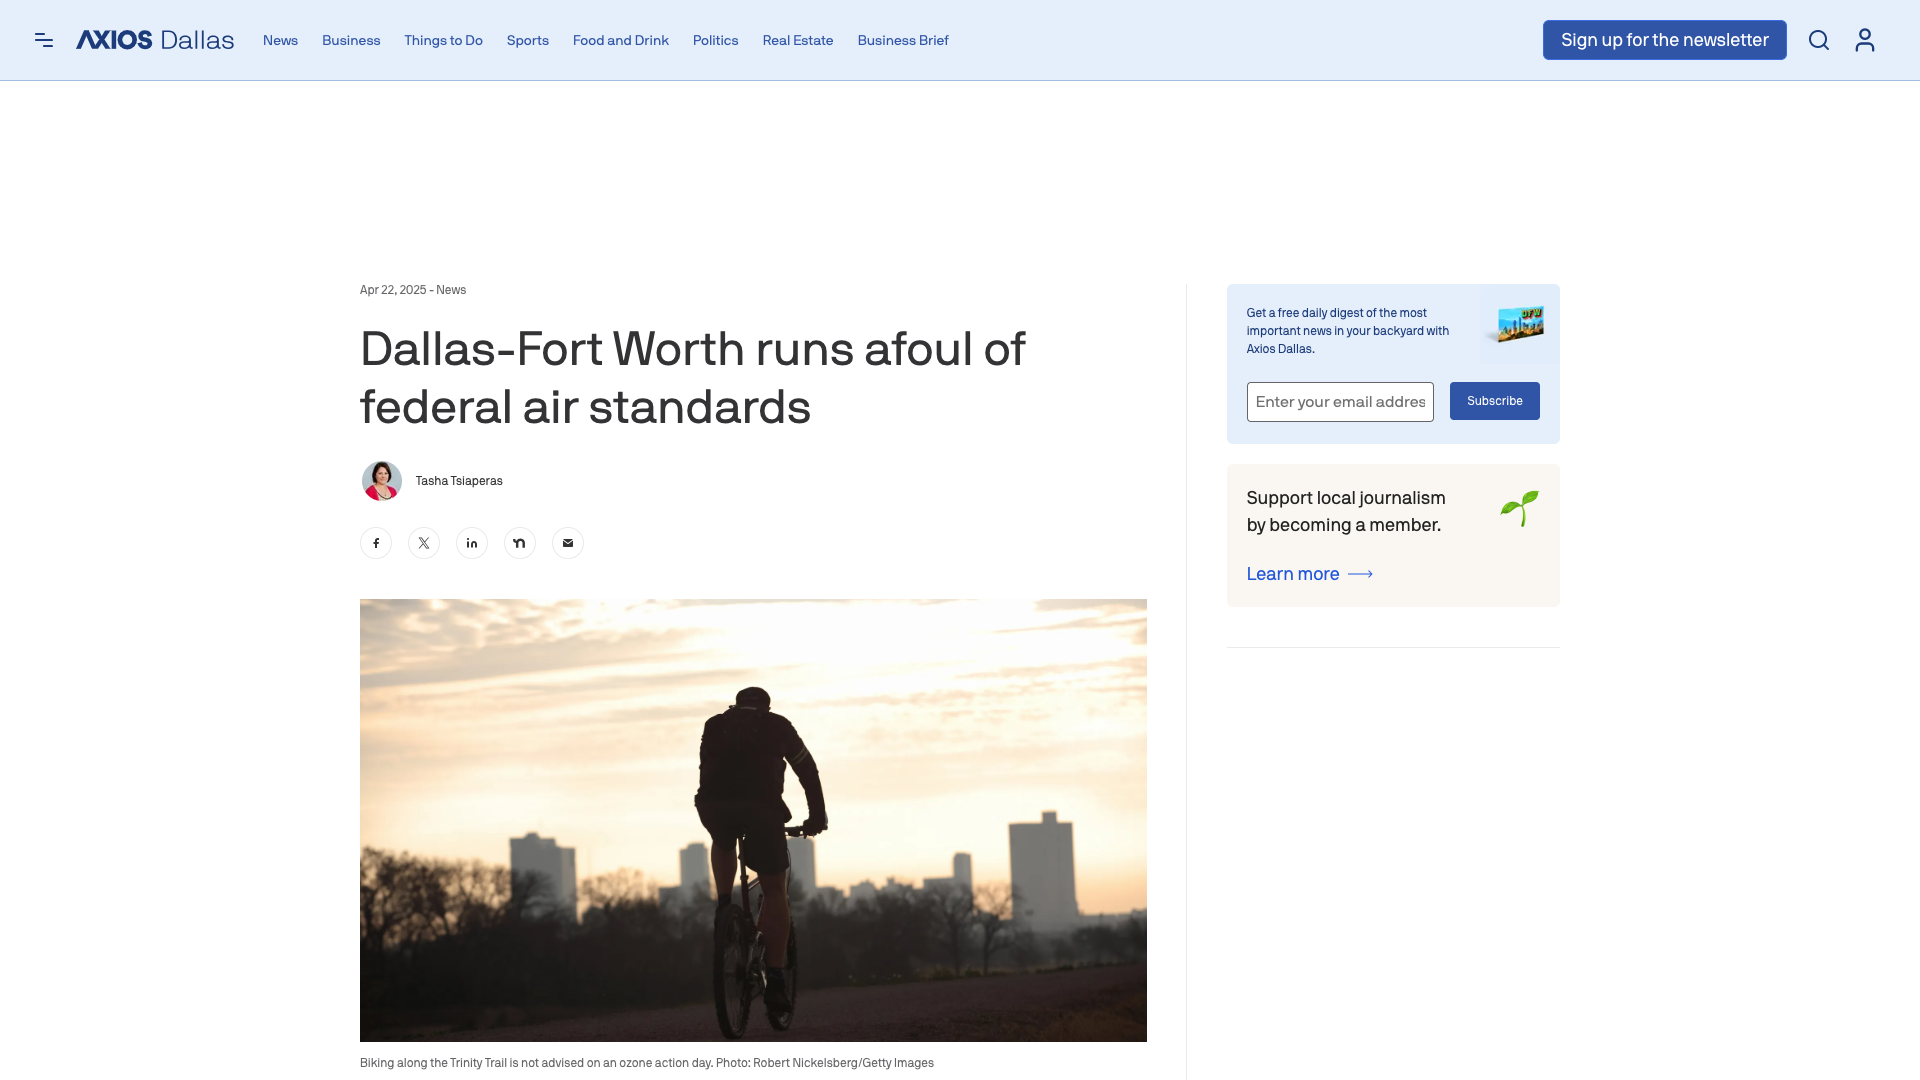 AXIOS Dallas
News
Business
Things to Do
Sports
Food and Drink
Politics
Real Estate
Business Brief
Sign up for the newsletter
Apr 22, 2025 - News
Dallas-Fort Worth runs afoul of
federal air standards
Tasha Tsiaperas
Biking along the Trinity Trail is not advised on an ozone action day. Photo: Robert Nickelsberg/Getty Images
Get a free daily digest of the most
important news in your backyard with
Axios Dallas.
DFW
Enter your email addres
Subscribe
Support local journalism
by becoming a member.
Learn more